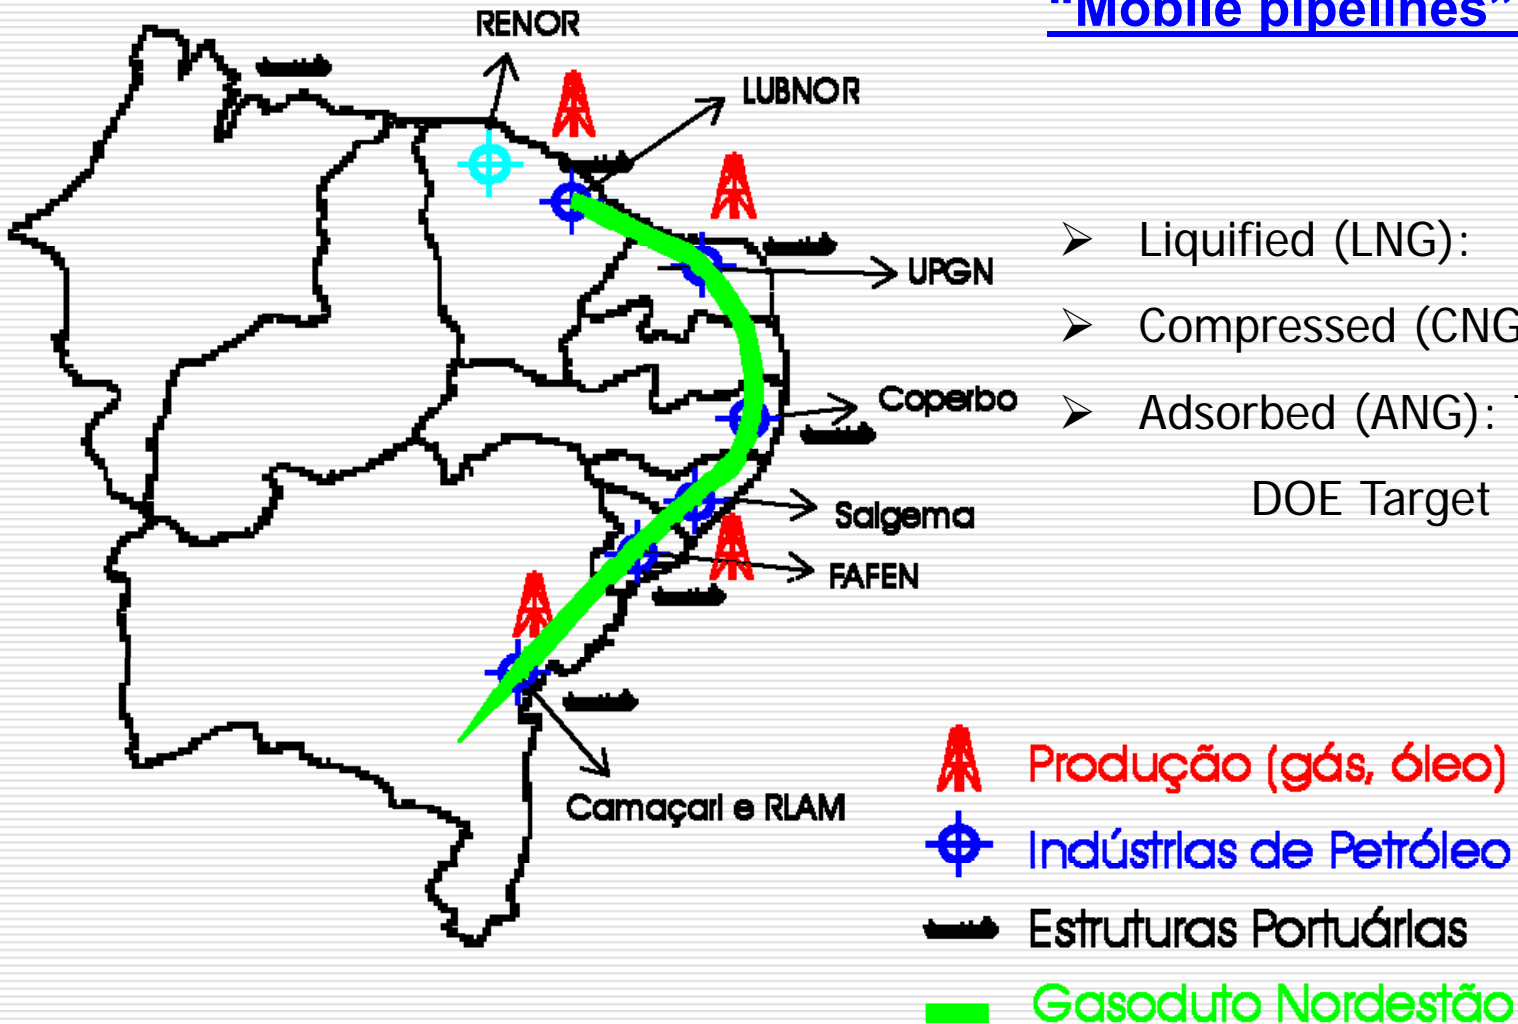 "Mobile pipelines"
RENOR
LUBNOR
UPGN
Coperbo
Salgema
FAFEN
Camaçari e RLAM
➢ Liquified (LNG):
➢ Compressed (CNG
➢ Adsorbed (ANG):
DOE Target
Produção (gás, óleo)
Indústrias de Petróleo
Estruturas Portuárias
Gasoduto Nordestão